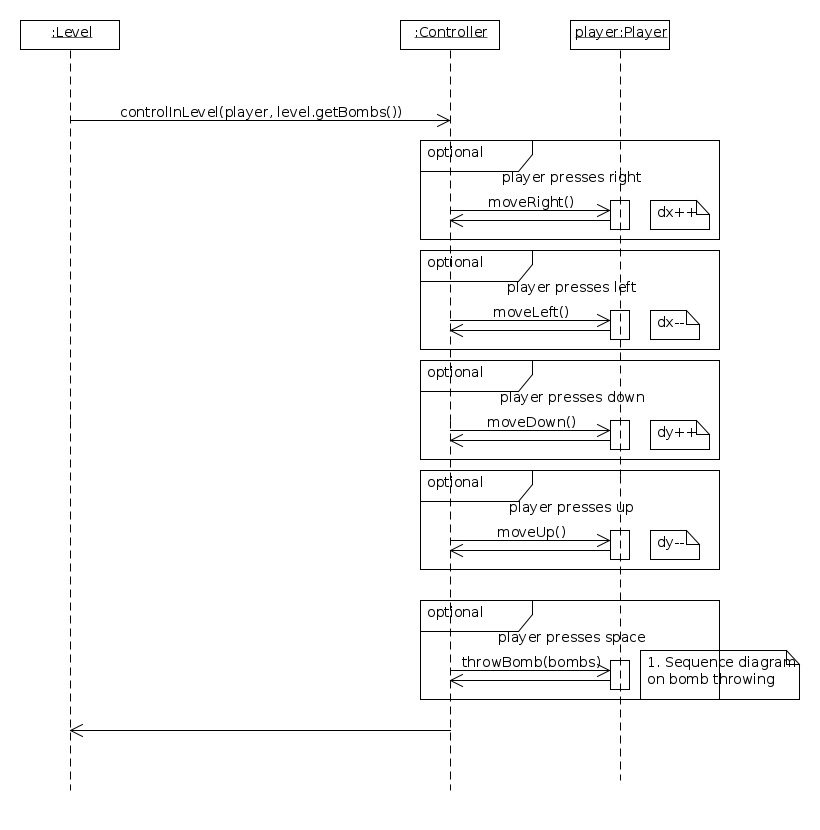 :Level
:Controller
player:Player
controlInLevel(player, level.getBombs())
optional
player presses right
moveRight()
dx++
optional
player presses left
moveLeft()
dx--
optional
player presses down
moveDown()
dy++
optional
player presses up
moveUp()
dy--
optional
player presses space
throwBomb(bombs)
1. Sequence diagram
on bomb throwing